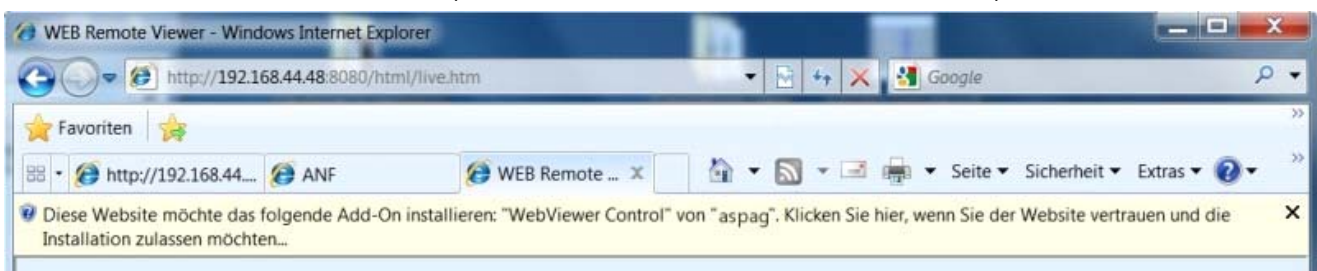 WEB Remote Viewer - Windows Internet Explorer
http://192.168.44.48:8080/html/live.htm Google
Favoriten
http://192.168.44.... ANF WEB Remote ... Seite Sicherheit Extras
Diese Website möchte das folgende Add-On installieren: "WebViewer Control" von "aspag". Klicken Sie hier, wenn Sie der Website vertrauen und die
Installation zulassen möchten...